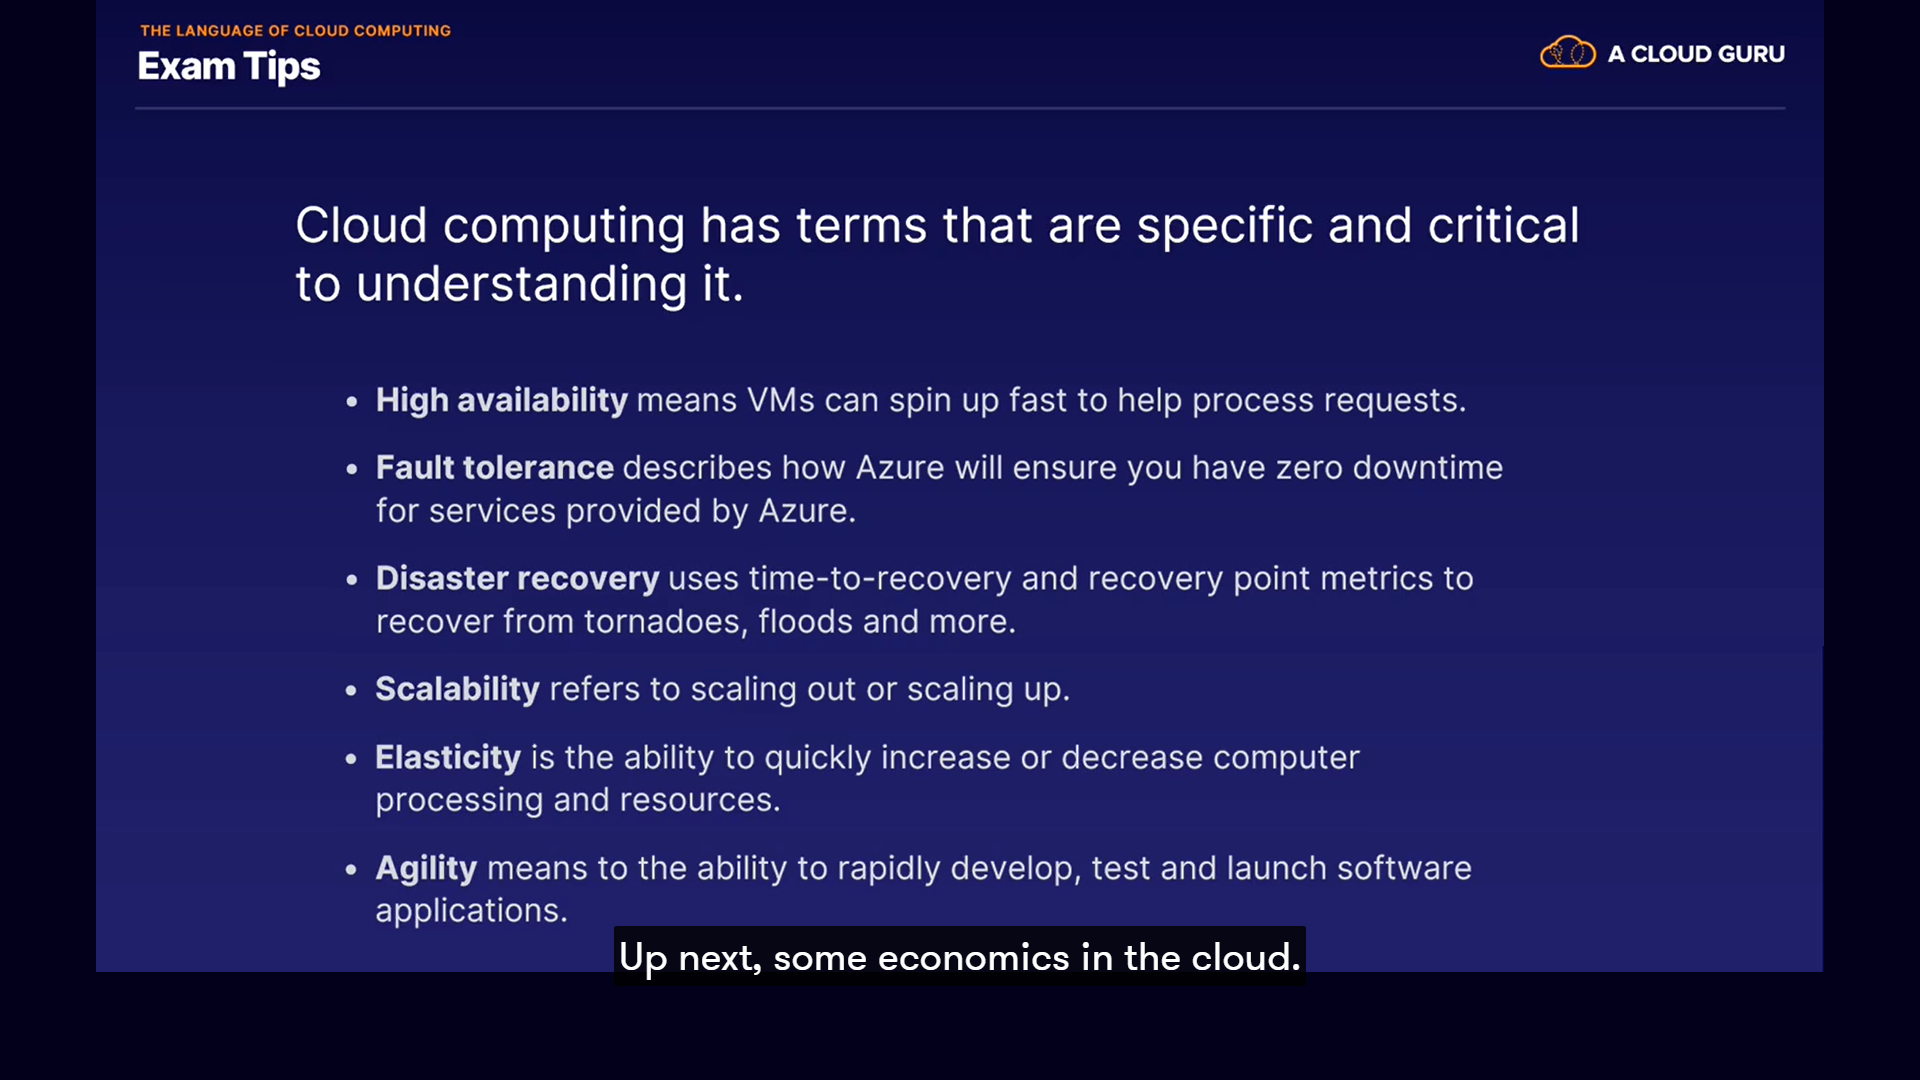 THE LANGUAGE OF CLOUD COMPUTING
Exam Tips
A CLOUD GURU
Cloud computing has terms that are specific and critical
to understanding it.
• High availability means VMs can spin up fast to help process requests.
• Fault tolerance describes how Azure will ensure you have zero downtime
for services provided by Azure.
• Disaster recovery uses time-to-recovery and recovery point metrics to
recover from tornadoes, floods and more.
• Scalability refers to scaling out or scaling up.
• Elasticity is the ability to quickly increase or decrease computer
processing and resources.
• Agility means to the ability to rapidly develop, test and launch software
applications.
Up next, some economics in the cloud.